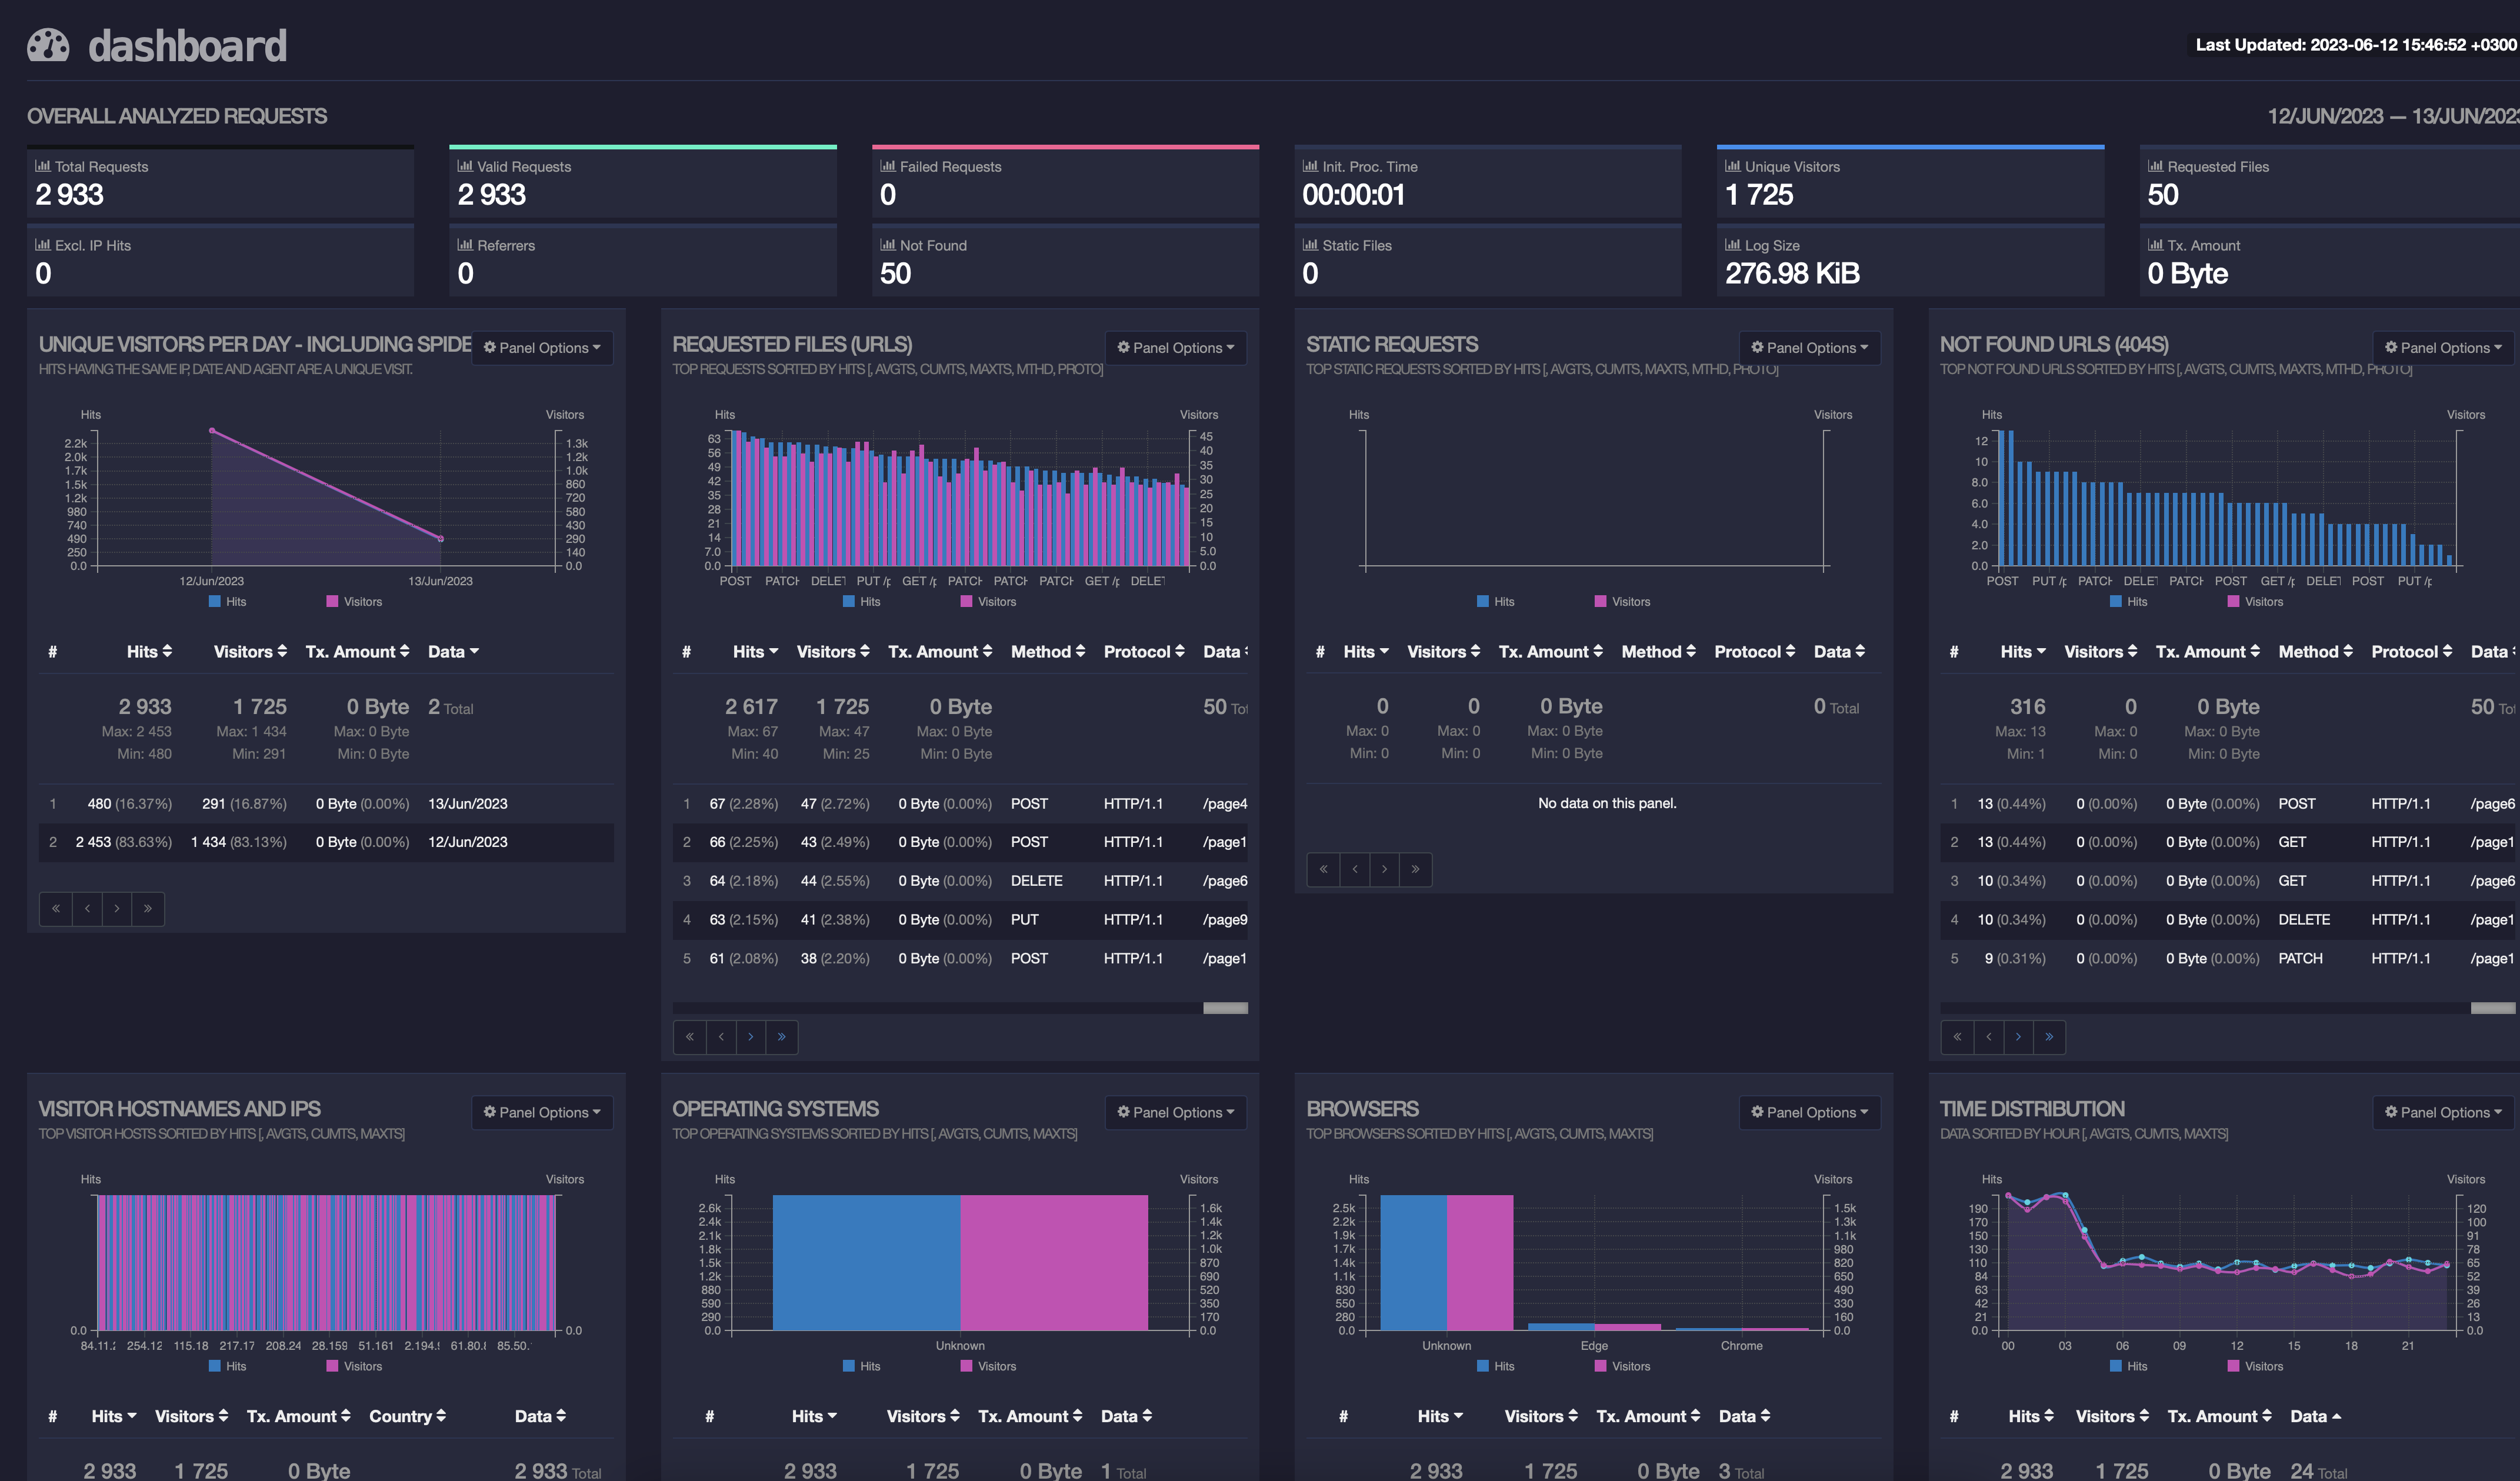 dashboard
Last Updated: 2023-06-12 15:46:52 +0300
OVERALL ANALYZED REQUESTS
12/JUN/2023 — 13/JUN/2023
Total Requests
2 933
Valid Requests
2 933
Failed Requests
0
Init. Proc. Time
00:00:01
Unique Visitors
1 725
Requested Files
50
Excl. IP Hits
0
Referrers
0
Not Found
50
Static Files
0
Log Size
276.98 KiB
Tx. Amount
0 Byte
UNIQUE VISITORS PER DAY - INCLUDING SPIDE
Panel Options
HITS HAVING THE SAME IP, DATE AND AGENT ARE A UNIQUE VISIT.
Hits Visitors
2.2k 1.3k
2.0k 1.2k
1.7k 1.0k
1.5k 860
1.2k 720
980 580
740 430
490 290
250 140
0.0 0.0
12/Jun/2023 13/Jun/2023
Hits Visitors
# Hits Visitors Tx. Amount Data
2 933 1 725 0 Byte 2 Total
Max: 2 453 Max: 1 434 Max: 0 Byte
Min: 480 Min: 291 Min: 0 Byte
1 480 (16.37%) 291 (16.87%) 0 Byte (0.00%) 13/Jun/2023
2 2 453 (83.63%) 1 434 (83.13%) 0 Byte (0.00%) 12/Jun/2023
« ‹ › »
REQUESTED FILES (URLS)
Panel Options
TOP REQUESTS SORTED BY HITS [, AVGTS, CUMTS, MAXTS, MTHD, PROTO]
Hits Visitors
63 45
56 40
49 35
42 30
35 25
28 20
21 15
14 10
7.0 5.0
0.0 0.0
POST PATCH DELET PUT /p GET /p PATCH PATCH PATCH GET /p DELET
Hits Visitors
# Hits Visitors Tx. Amount Method Protocol Data
2 617 1 725 0 Byte 50 Tot
Max: 67 Max: 47 Max: 0 Byte
Min: 40 Min: 25 Min: 0 Byte
1 67 (2.28%) 47 (2.72%) 0 Byte (0.00%) POST HTTP/1.1 /page4
2 66 (2.25%) 43 (2.49%) 0 Byte (0.00%) POST HTTP/1.1 /page1
3 64 (2.18%) 44 (2.55%) 0 Byte (0.00%) DELETE HTTP/1.1 /page6
4 63 (2.15%) 41 (2.38%) 0 Byte (0.00%) PUT HTTP/1.1 /page9
5 61 (2.08%) 38 (2.20%) 0 Byte (0.00%) POST HTTP/1.1 /page1
« ‹ › »
STATIC REQUESTS
Panel Options
TOP STATIC REQUESTS SORTED BY HITS [, AVGTS, CUMTS, MAXTS, MTHD, PROTO]
Hits Visitors
Hits Visitors
# Hits Visitors Tx. Amount Method Protocol Data
0 0 0 Byte 0 Total
Max: 0 Max: 0 Max: 0 Byte
Min: 0 Min: 0 Min: 0 Byte
No data on this panel.
« ‹ › »
NOT FOUND URLS (404S)
Panel Options
TOP NOT FOUND URLS SORTED BY HITS [, AVGTS, CUMTS, MAXTS, MTHD, PROTO]
Hits Visitors
12
10
8.0
6.0
4.0
2.0
0.0
POST PUT /p PATCH DELET PATCH POST GET /p DELET POST PUT /p
Hits Visitors
# Hits Visitors Tx. Amount Method Protocol Data
316 0 0 Byte 50 Tot
Max: 13 Max: 0 Max: 0 Byte
Min: 1 Min: 0 Min: 0 Byte
1 13 (0.44%) 0 (0.00%) 0 Byte (0.00%) POST HTTP/1.1 /page6
2 13 (0.44%) 0 (0.00%) 0 Byte (0.00%) GET HTTP/1.1 /page1
3 10 (0.34%) 0 (0.00%) 0 Byte (0.00%) GET HTTP/1.1 /page6
4 10 (0.34%) 0 (0.00%) 0 Byte (0.00%) DELETE HTTP/1.1 /page1
5 9 (0.31%) 0 (0.00%) 0 Byte (0.00%) PATCH HTTP/1.1 /page1
« ‹ › »
VISITOR HOSTNAMES AND IPS
Panel Options
TOP VISITOR HOSTS SORTED BY HITS [, AVGTS, CUMTS, MAXTS]
Hits Visitors
0.0 0.0
84.11.2 254.12 115.18 217.17 208.24 28.159 51.161 2.194.9 61.80.8 85.50.
Hits Visitors
# Hits Visitors Tx. Amount Country Data
2 933 1 725 0 Byte 2 933 Total
OPERATING SYSTEMS
Panel Options
TOP OPERATING SYSTEMS SORTED BY HITS [, AVGTS, CUMTS, MAXTS]
Hits Visitors
2.6k 1.6k
2.4k 1.4k
2.1k 1.2k
1.8k 1.0k
1.5k 870
1.2k 690
880 520
590 350
290 170
0.0 0.0
Unknown
Hits Visitors
# Hits Visitors Tx. Amount Data
2 933 1 725 0 Byte 1 Total
BROWSERS
Panel Options
TOP BROWSERS SORTED BY HITS [, AVGTS, CUMTS, MAXTS]
Hits Visitors
2.5k 1.5k
2.2k 1.3k
1.9k 1.1k
1.7k 980
1.4k 820
1.1k 650
830 490
550 330
280 160
0.0 0.0
Unknown Edge Chrome
Hits Visitors
# Hits Visitors Tx. Amount Data
2 933 1 725 0 Byte 3 Total
TIME DISTRIBUTION
Panel Options
DATA SORTED BY HOUR [, AVGTS, CUMTS, MAXTS]
Hits Visitors
190 120
170 100
150 91
130 78
110 65
84 52
63 39
42 26
21 13
0.0 0.0
00 03 06 09 12 15 18 21
Hits Visitors
# Hits Visitors Tx. Amount Data
2 933 1 725 0 Byte 24 Total